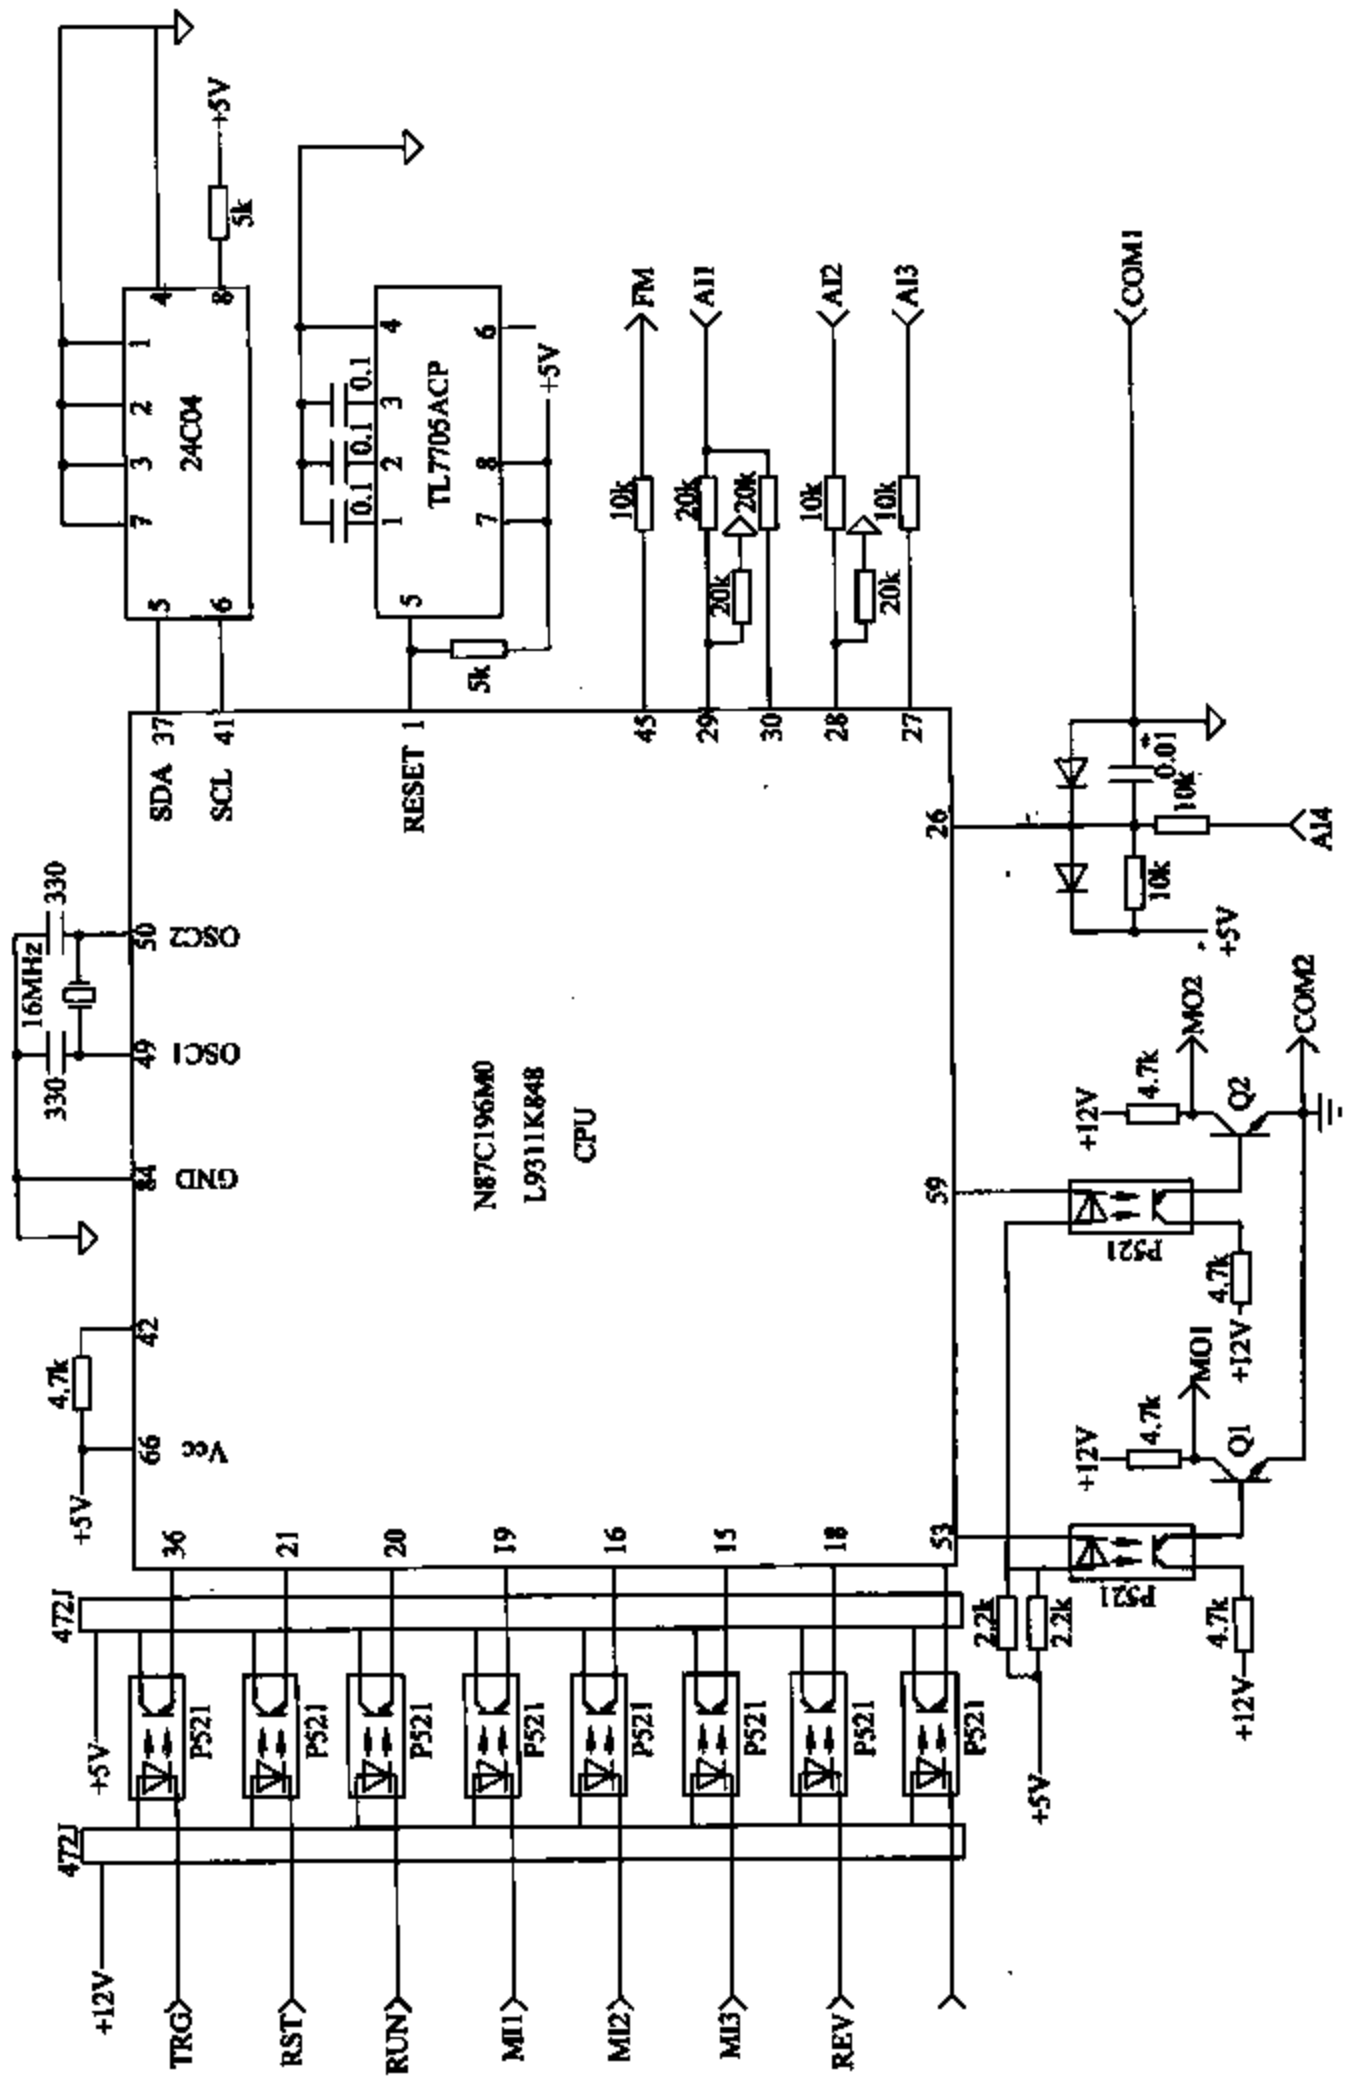 +5V
4
8
5k
1
2
3
7
24C04
5
6
4
6
0.1
0.1
0.1
3
2
1
TL7705ACP
8
7
+5V
5
5k
FM
AI1
AI2
AI3
COM1
10k
20k
20k
10k
10k
20k
20k
SDA 37
SCL 41
RESET 1
45
29
30
28
27
26
0.01
10k
10k
AI4
+5V
330
16MHz
330
50
OSC2
49
OSC1
84
GND
42
4.7k
66
Vcc
+5V
N87C196M0
L9311K848
CPU
59
53
P521
4.7k
+12V
+12V
4.7k
MO2
Q2
COM2
P521
4.7k
+12V
+12V
4.7k
MO1
Q1
2.2k
2.2k
+5V
36
21
20
19
16
15
18
472J
+5V
P521
P521
P521
P521
P521
P521
P521
P521
472J
+12V
TRG
RST
RUN
MI1
MI2
MI3
REV